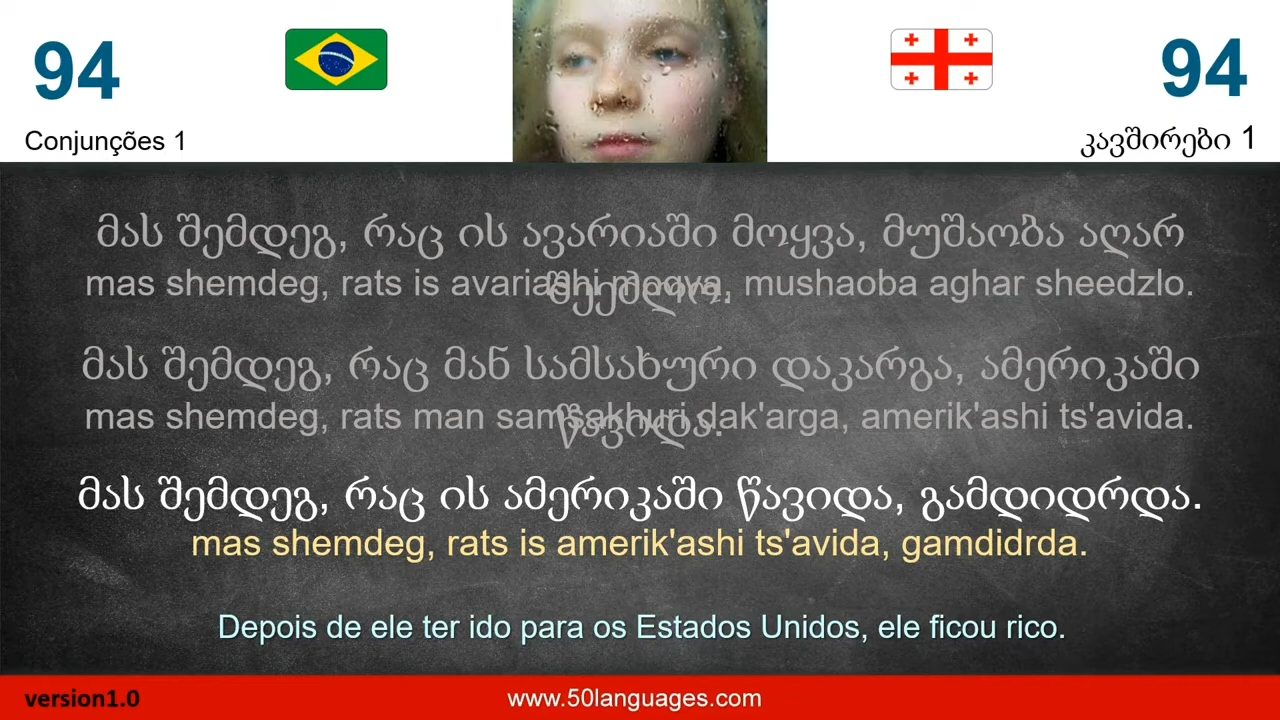 94
94
Conjunções 1
კავშირები 1
მას შემდეგ, რაც ის ავარიაში მოყვა, მუშაობა აღარ
შეეძლო.
mas shemdeg, rats is avariashi moqva, mushaoba aghar sheedzlo.
მას შემდეგ, რაც მან სამსახური დაკარგა, ამერიკაში
წავიდა.
mas shemdeg, rats man samsakhuri dak'arga, amerik'ashi ts'avida.
მას შემდეგ, რაც ის ამერიკაში წავიდა, გამდიდრდა.
mas shemdeg, rats is amerik'ashi ts'avida, gamdidrda.
Depois de ele ter ido para os Estados Unidos, ele ficou rico.
version1.0
www.50languages.com